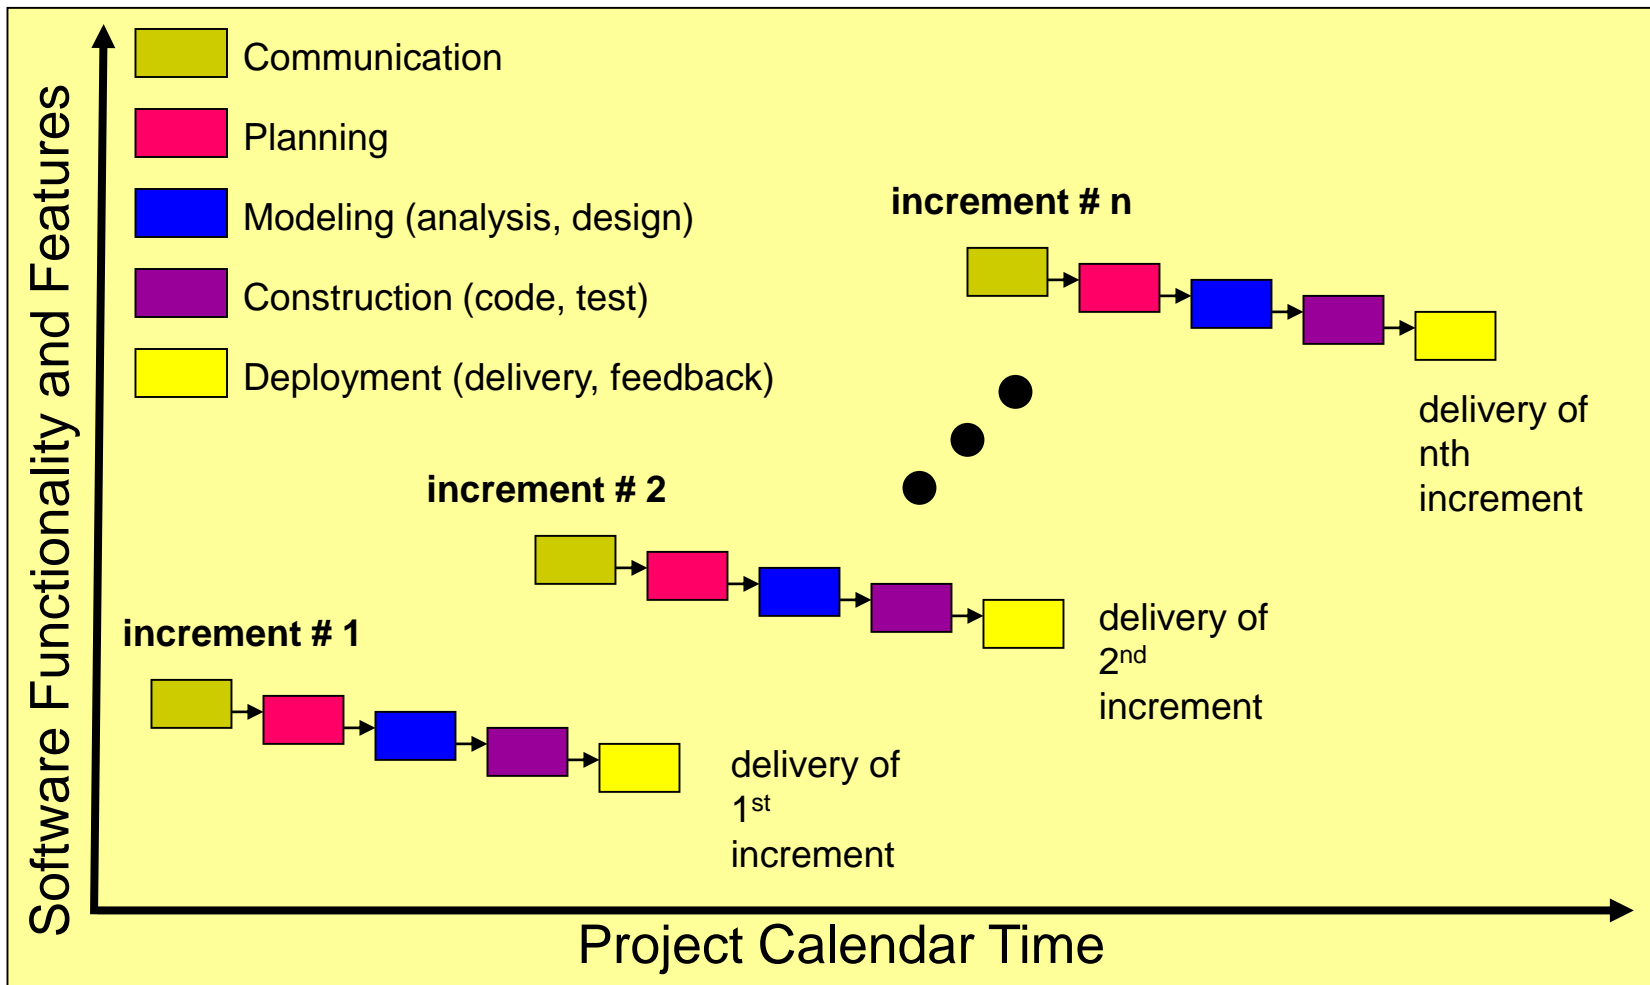 Software Functionality and Features
Communication
Planning
Modeling (analysis, design)
Construction (code, test)
Deployment (delivery, feedback)
increment # n
delivery of
nth
increment
increment # 2
delivery of
2nd
increment
increment # 1
delivery of
1st
increment
Project Calendar Time